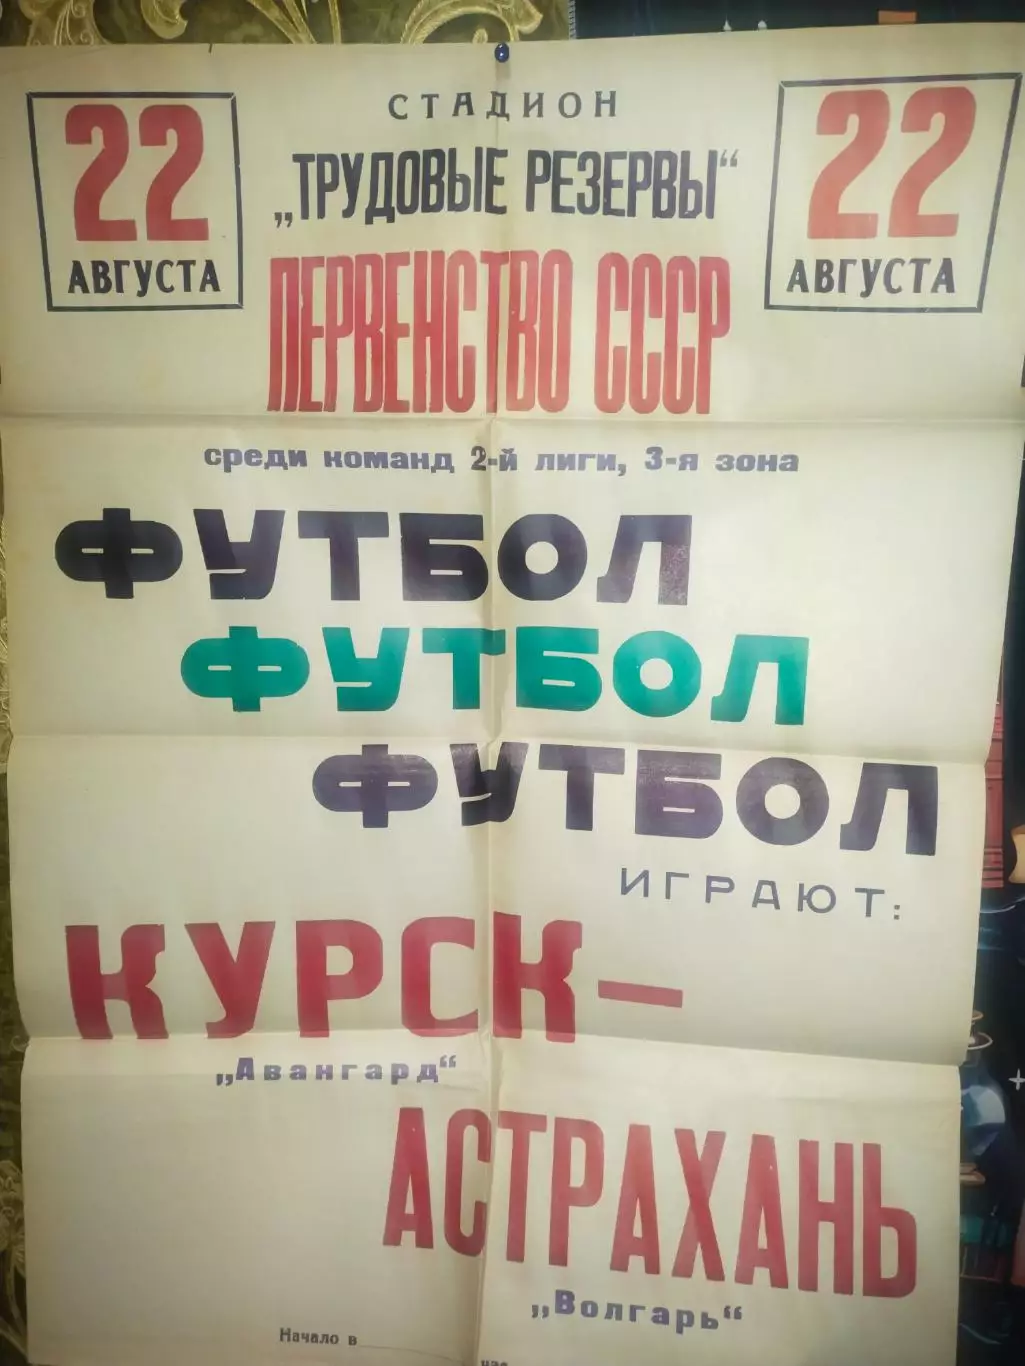 22
АВГУСТА
СТАДИОН
„ТРУДОВЫЕ РЕЗЕРВЫ“
22
АВГУСТА
ПЕРВЕНСТВО СССР
среди команд 2-й лиги, 3-я зона
ФУТБОЛ
ФУТБОЛ
ФУТБОЛ
ИГРАЮТ:
КУРСК—
„Авангард“
АСТРАХАНЬ
„Волгарь“
Начало в
час